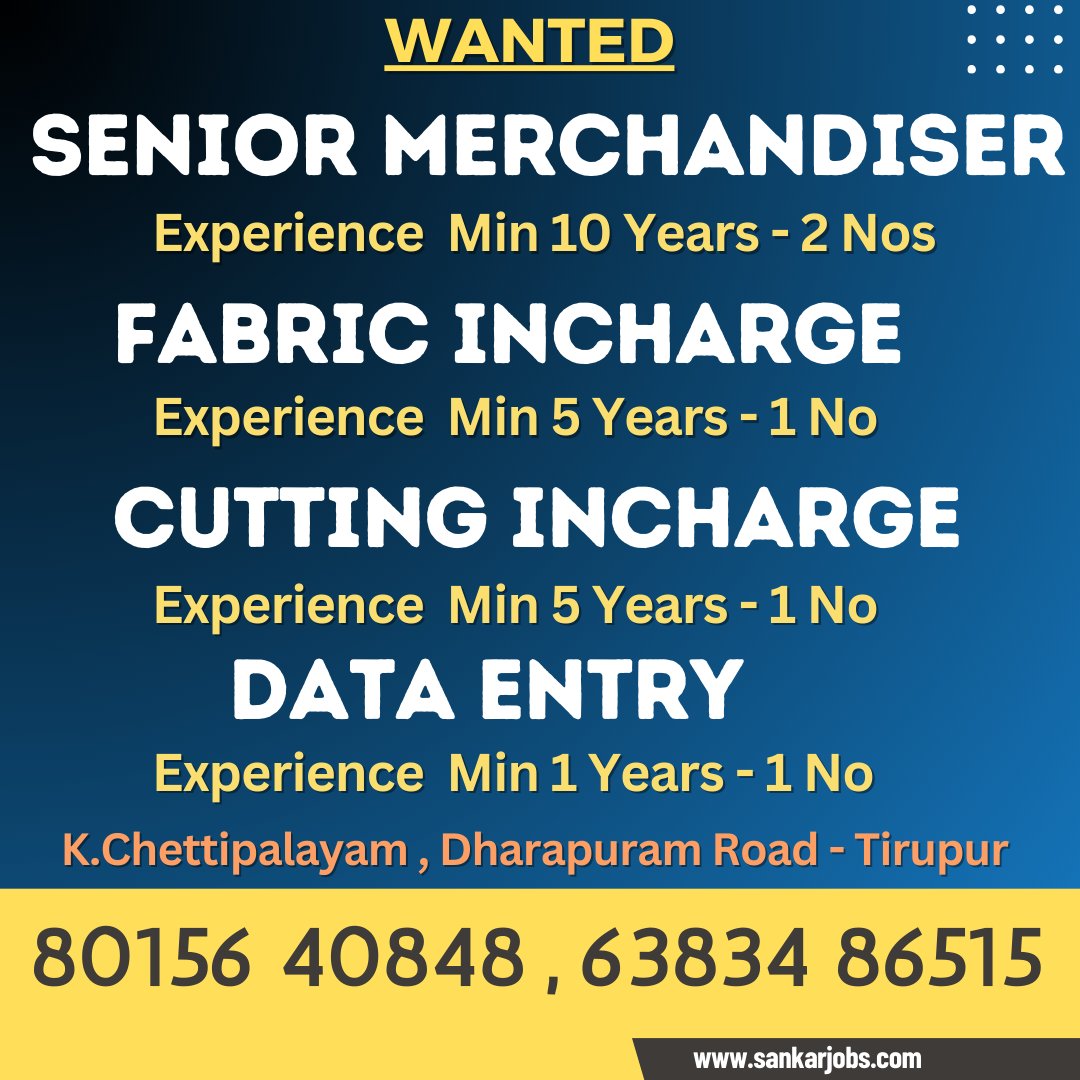 WANTED
SENIOR MERCHANDISER
Experience Min 10 Years - 2 Nos
FABRIC INCHARGE
Experience Min 5 Years - 1 No
CUTTING INCHARGE
Experience Min 5 Years - 1 No
DATA ENTRY
Experience Min 1 Years - 1 No
K.Chettipalayam , Dharapuram Road - Tirupur
80156 40848 , 63834 86515
www.sankarjobs.com